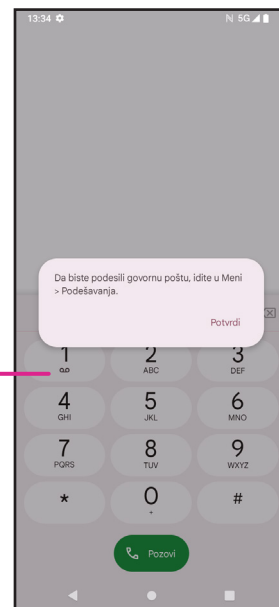 13:34 5G
Da biste podesili govornu poštu, idite u Meni
> Podešavanja.
Potvrdi
1 2 3
ABC DEF
4 5 6
GHI JKL MNO
7 8 9
PQRS TUV WXYZ
* 0 #
+
Pozovi